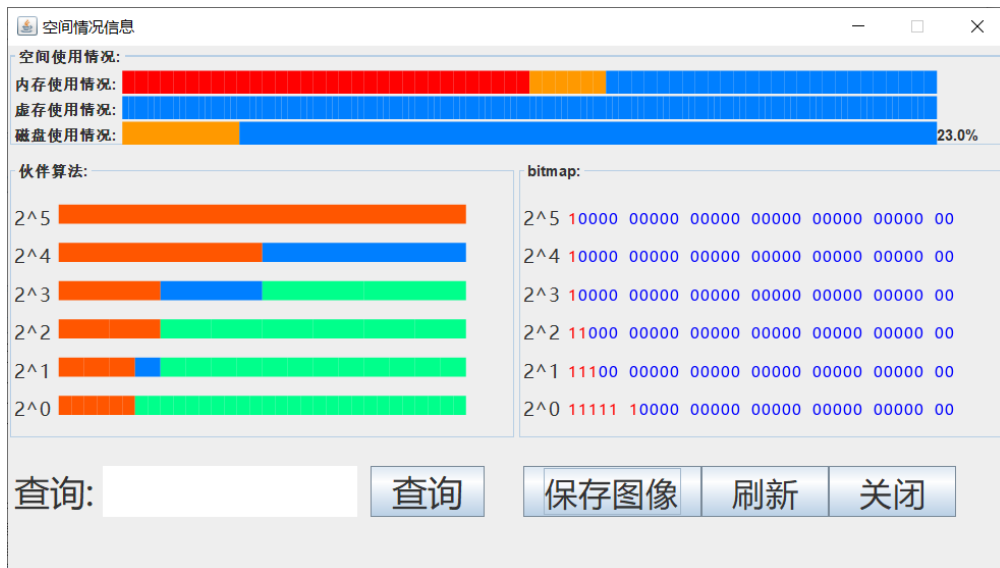 空间情况信息
空间使用情况:
内存使用情况:
虚存使用情况:
磁盘使用情况: 23.0%
伙伴算法:
2^5
2^4
2^3
2^2
2^1
2^0
bitmap:
2^5 10000 00000 00000 00000 00000 00000 00
2^4 10000 00000 00000 00000 00000 00000 00
2^3 10000 00000 00000 00000 00000 00000 00
2^2 11000 00000 00000 00000 00000 00000 00
2^1 11100 00000 00000 00000 00000 00000 00
2^0 11111 10000 00000 00000 00000 00000 00
查询: 查询 保存图像 刷新 关闭